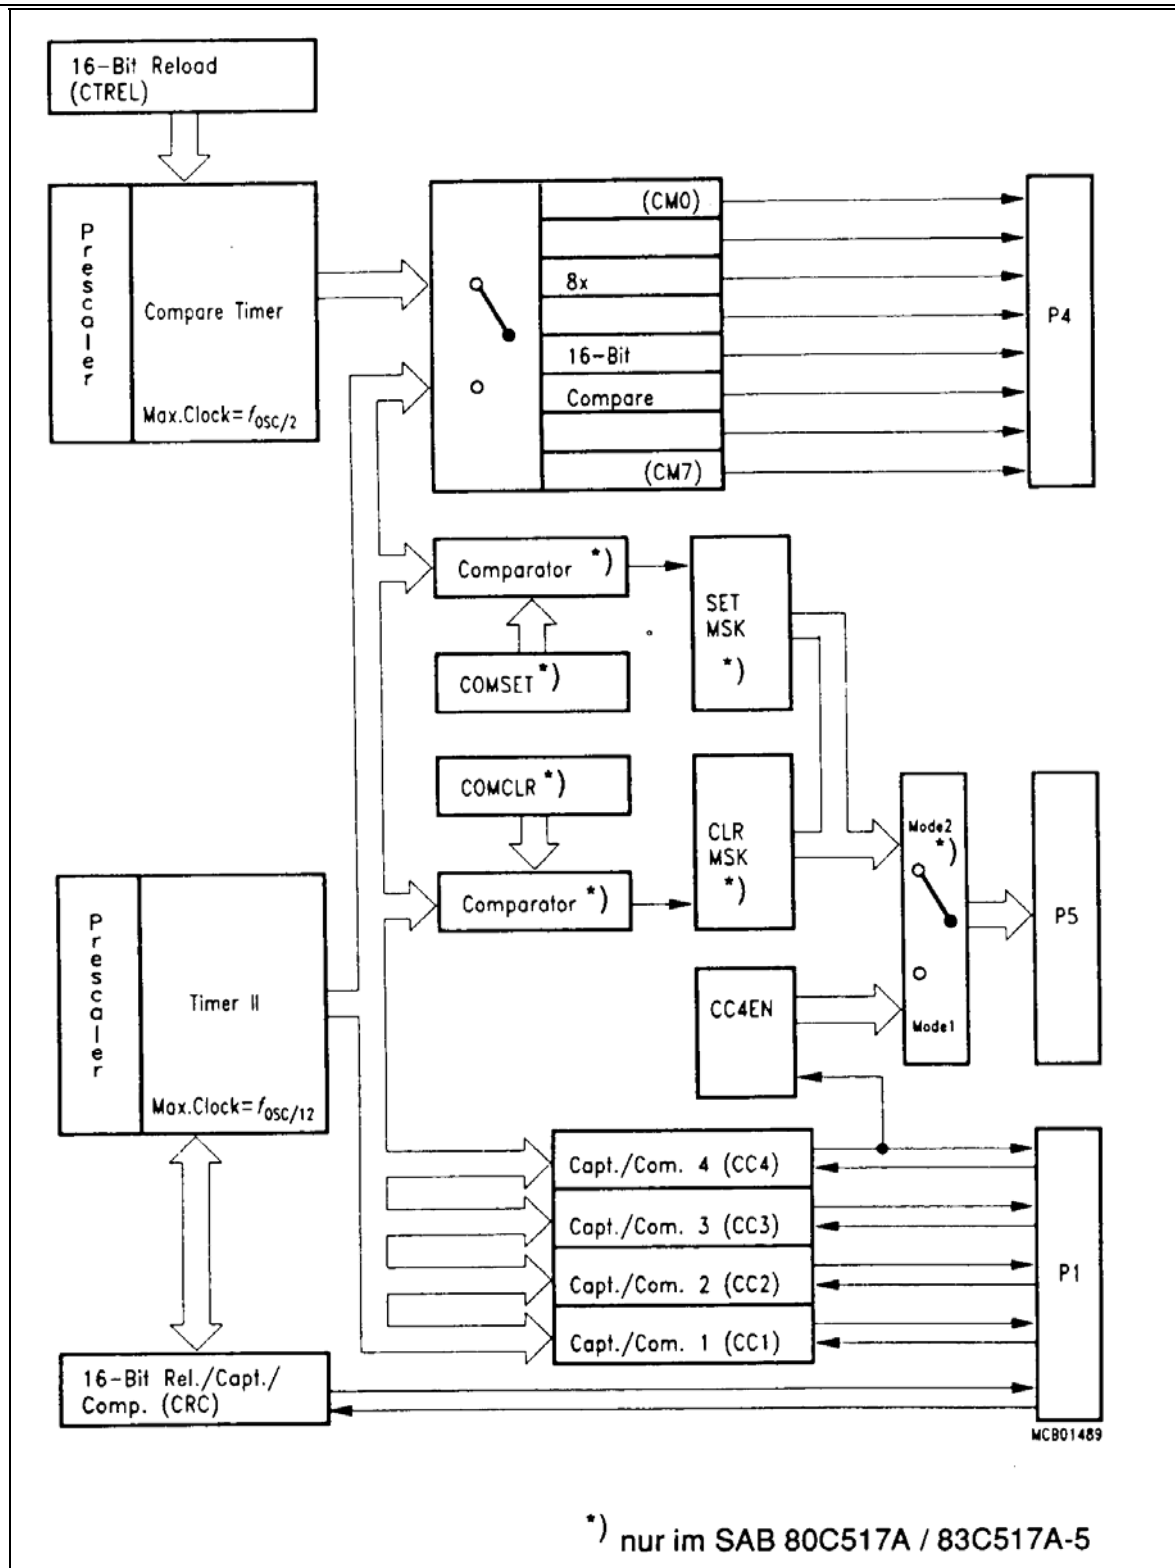 16-Bit Reload
(CTREL)
Prescaler
Compare Timer
Max.Clock=fOSC/2
(CM0)
8x
16-Bit
Compare
(CM7)
P4
Comparator *)
COMSET *)
SET
MSK
*)
COMCLR *)
Comparator *)
CLR
MSK
*)
Mode2
*)
Mode1
P5
CC4EN
Prescaler
Timer II
Max.Clock=fOSC/12
Capt./Com. 4 (CC4)
Capt./Com. 3 (CC3)
Capt./Com. 2 (CC2)
Capt./Com. 1 (CC1)
P1
16-Bit Rel./Capt./
Comp. (CRC)
MCB01489
*) nur im SAB 80C517A / 83C517A-5